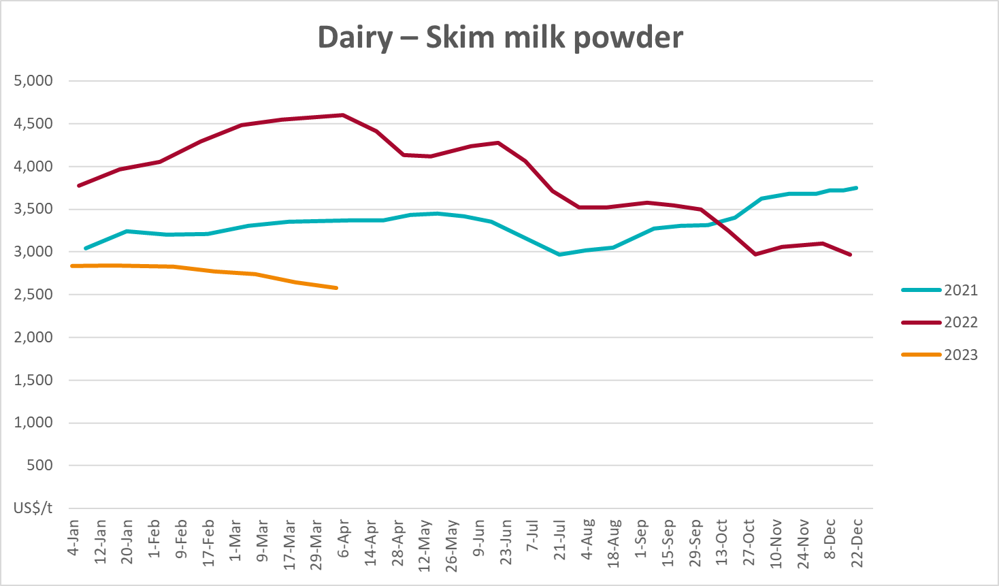 Dairy – Skim milk powder
5,000
4,500
4,000
3,500
3,000
2,500
2,000
1,500
1,000
500
US$/t
4-Jan
12-Jan
20-Jan
1-Feb
9-Feb
17-Feb
1-Mar
9-Mar
17-Mar
29-Mar
6-Apr
14-Apr
28-Apr
12-May
26-May
9-Jun
23-Jun
7-Jul
21-Jul
4-Aug
18-Aug
1-Sep
15-Sep
29-Sep
13-Oct
27-Oct
10-Nov
24-Nov
8-Dec
22-Dec
2021
2022
2023